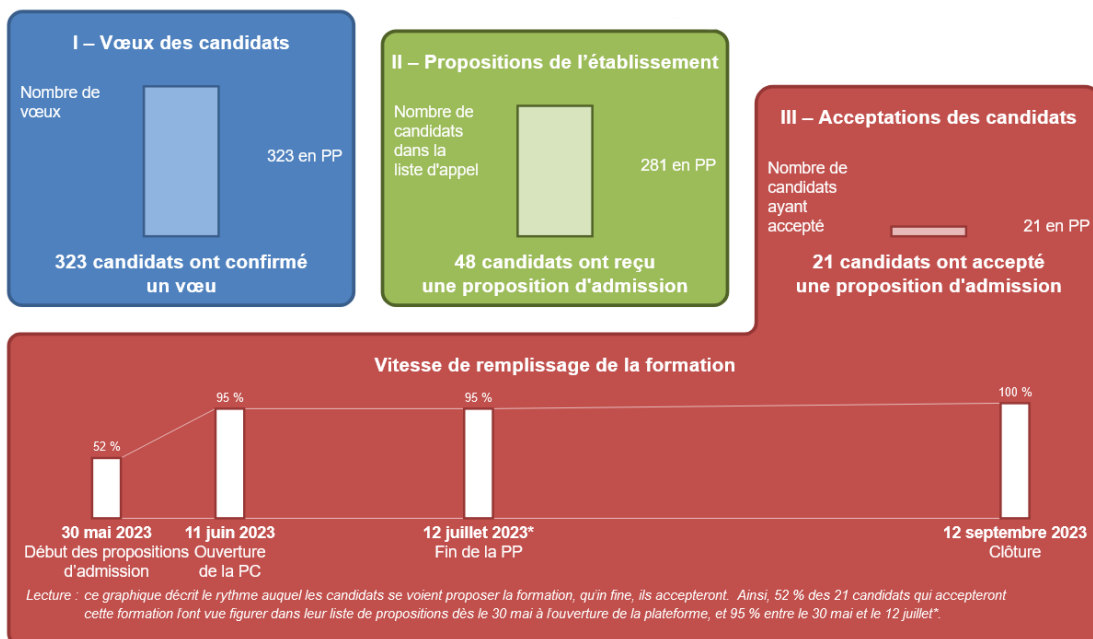 I – Vœux des candidats
Nombre de
vœux
323 en PP
323 candidats ont confirmé
un vœu
II – Propositions de l'établissement
Nombre de
candidats
dans la
liste d'appel
281 en PP
48 candidats ont reçu
une proposition d'admission
III – Acceptations des candidats
Nombre de
candidats
ayant
accepté
21 en PP
21 candidats ont accepté
une proposition d'admission
Vitesse de remplissage de la formation
52 %
95 %
95 %
100 %
30 mai 2023
Début des propositions
d'admission
11 juin 2023
Ouverture
de la PC
12 juillet 2023*
Fin de la PP
12 septembre 2023
Clôture
Lecture : ce graphique décrit le rythme auquel les candidats se voient proposer la formation, qu'in fine, ils accepteront. Ainsi, 52 % des 21 candidats qui accepteront
cette formation l'ont vue figurer dans leur liste de propositions dès le 30 mai à l'ouverture de la plateforme, et 95 % entre le 30 mai et le 12 juillet*.